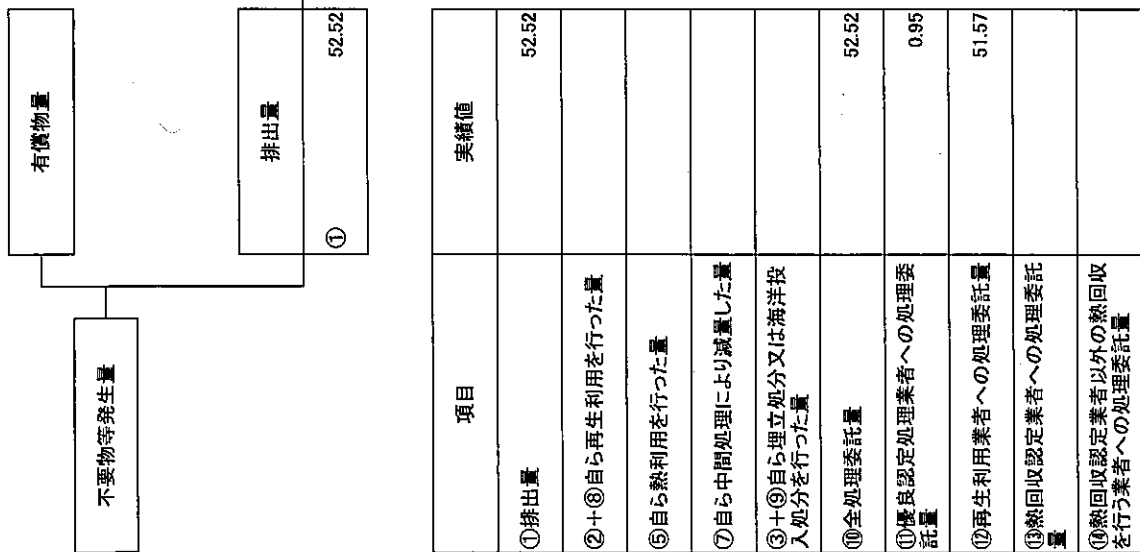 有償物量
不要物等発生量
排出量
① 52.52
項目 実績値
①排出量 52.52
②+⑧自ら再生利用を行った量
⑤自ら熱利用を行った量
⑦自ら中間処理により減量した量
③+⑨自ら埋立処分又は海洋投
入処分を行った量
⑩全処理委託量 52.52
⑪優良認定処理業者への処理委 0.95
託量
⑫再生利用業者への処理委託量 51.57
⑬熱回収認定業者への処理委託
量
⑭熱回収認定業者以外の熱回収
を行う業者への処理委託量